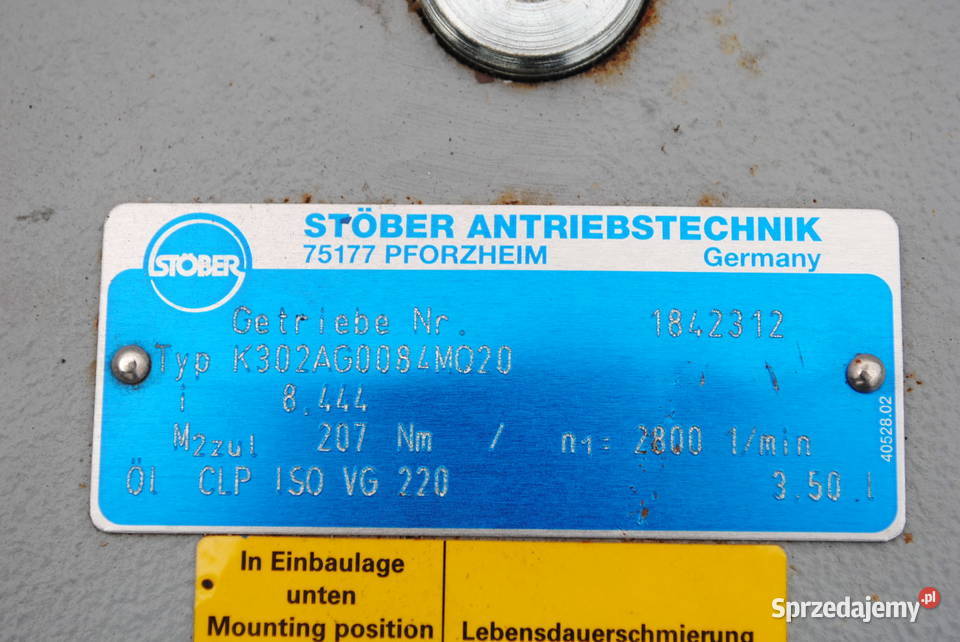 STÖBER ANTRIEBSTECHNIK
75177 PFORZHEIM Germany
STÖBER
Getriebe Nr. 1842312
Typ K302AG0084MQ20
i 8.444
M2zul 207 Nm / n1= 2800 1/min
Öl CLP ISO VG 220 3.50 l
40528.02
In Einbaulage
unten
Mounting position
Lebensdauerschmierung
Sprzedajemy.pl